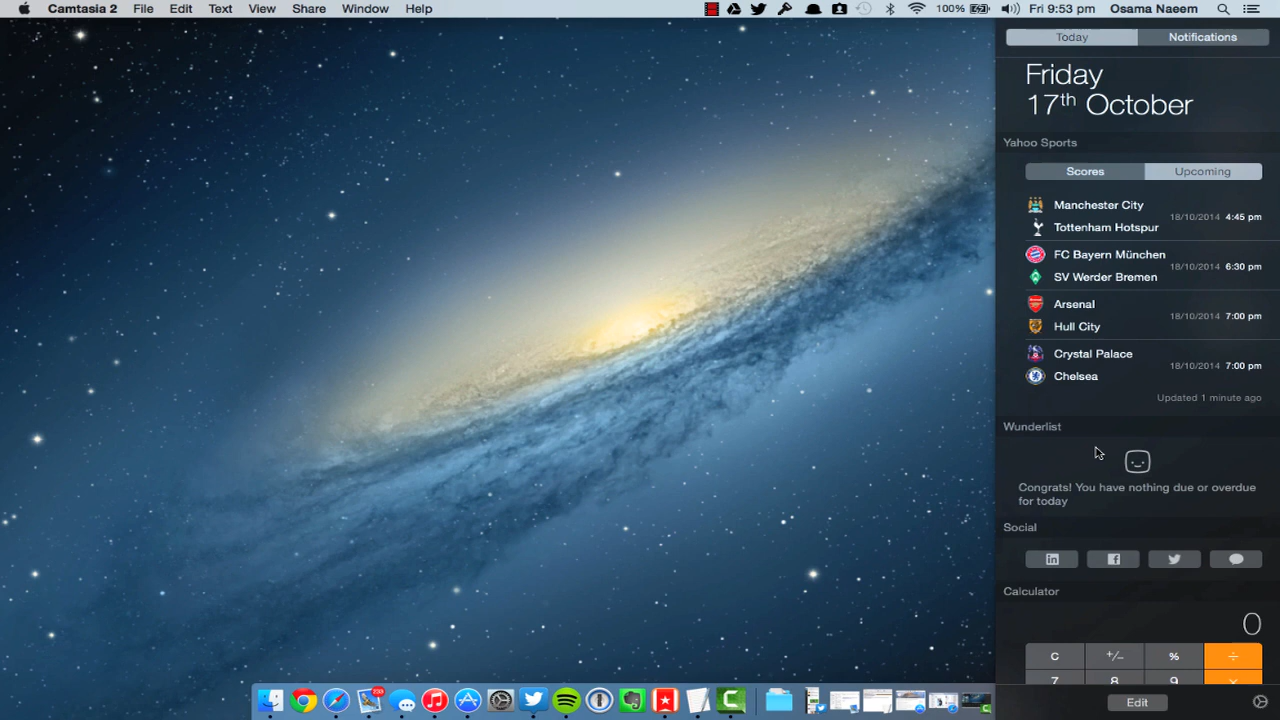 Camtasia 2 File Edit Text View Share Window Help 100% Fri 9:53 pm Osama Naeem
Today Notifications
Friday
17th October
Yahoo Sports
Scores Upcoming
Manchester City
18/10/2014 4:45 pm
Tottenham Hotspur
FC Bayern München
18/10/2014 6:30 pm
SV Werder Bremen
Arsenal
18/10/2014 7:00 pm
Hull City
Crystal Palace
18/10/2014 7:00 pm
Chelsea
Updated 1 minute ago
Wunderlist
Congrats! You have nothing due or overdue
for today
Social
in f
Calculator
0
C +/- % ÷
7 8 9 ×
233
Edit